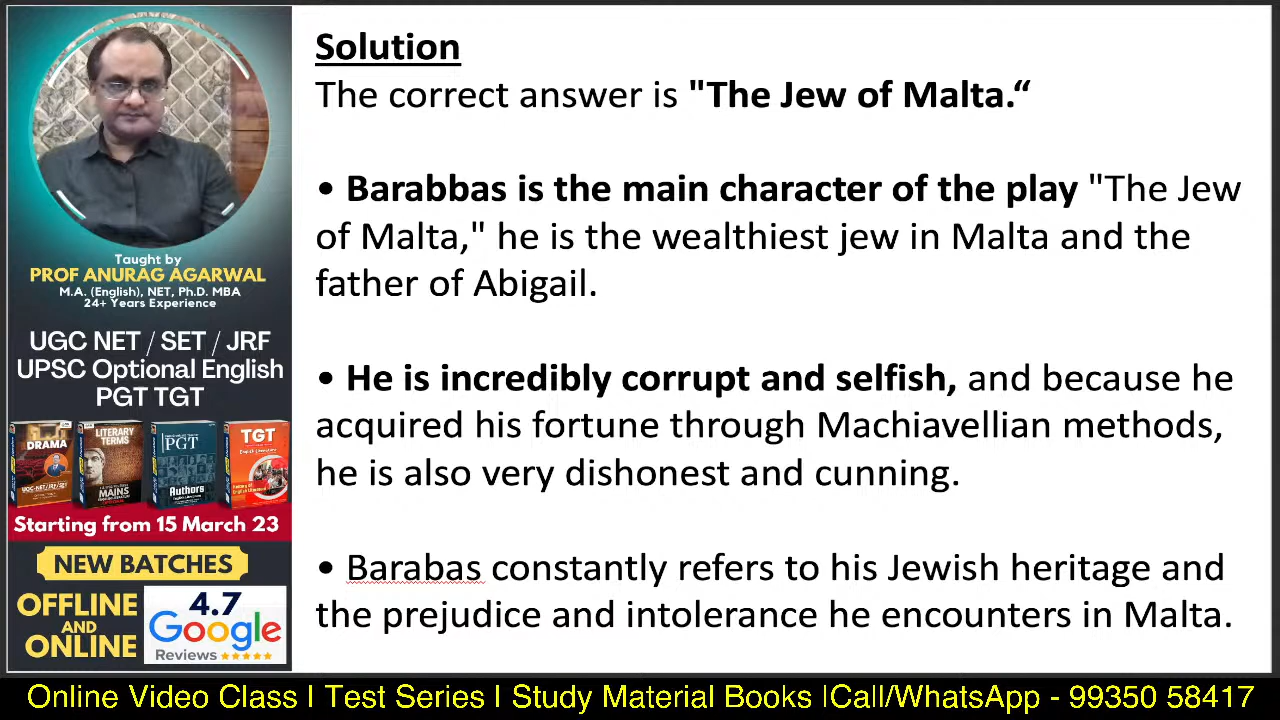 Solution
The correct answer is "The Jew of Malta.“
• Barabbas is the main character of the play "The Jew
of Malta," he is the wealthiest jew in Malta and the
father of Abigail.
• He is incredibly corrupt and selfish, and because he
acquired his fortune through Machiavellian methods,
he is also very dishonest and cunning.
• Barabas constantly refers to his Jewish heritage and
the prejudice and intolerance he encounters in Malta.
Taught by
PROF ANURAG AGARWAL
M.A. (English), NET, Ph.D. MBA
24+ Years Experience
UGC NET / SET / JRF
UPSC Optional English
PGT TGT
DRAMA
LITERARY
TERMS
MAINS
PGT
Authors
TGT
Starting from 15 March 23
NEW BATCHES
OFFLINE
AND
ONLINE
4.7
Google
Reviews
Online Video Class I Test Series I Study Material Books |Call/WhatsApp - 99350 58417